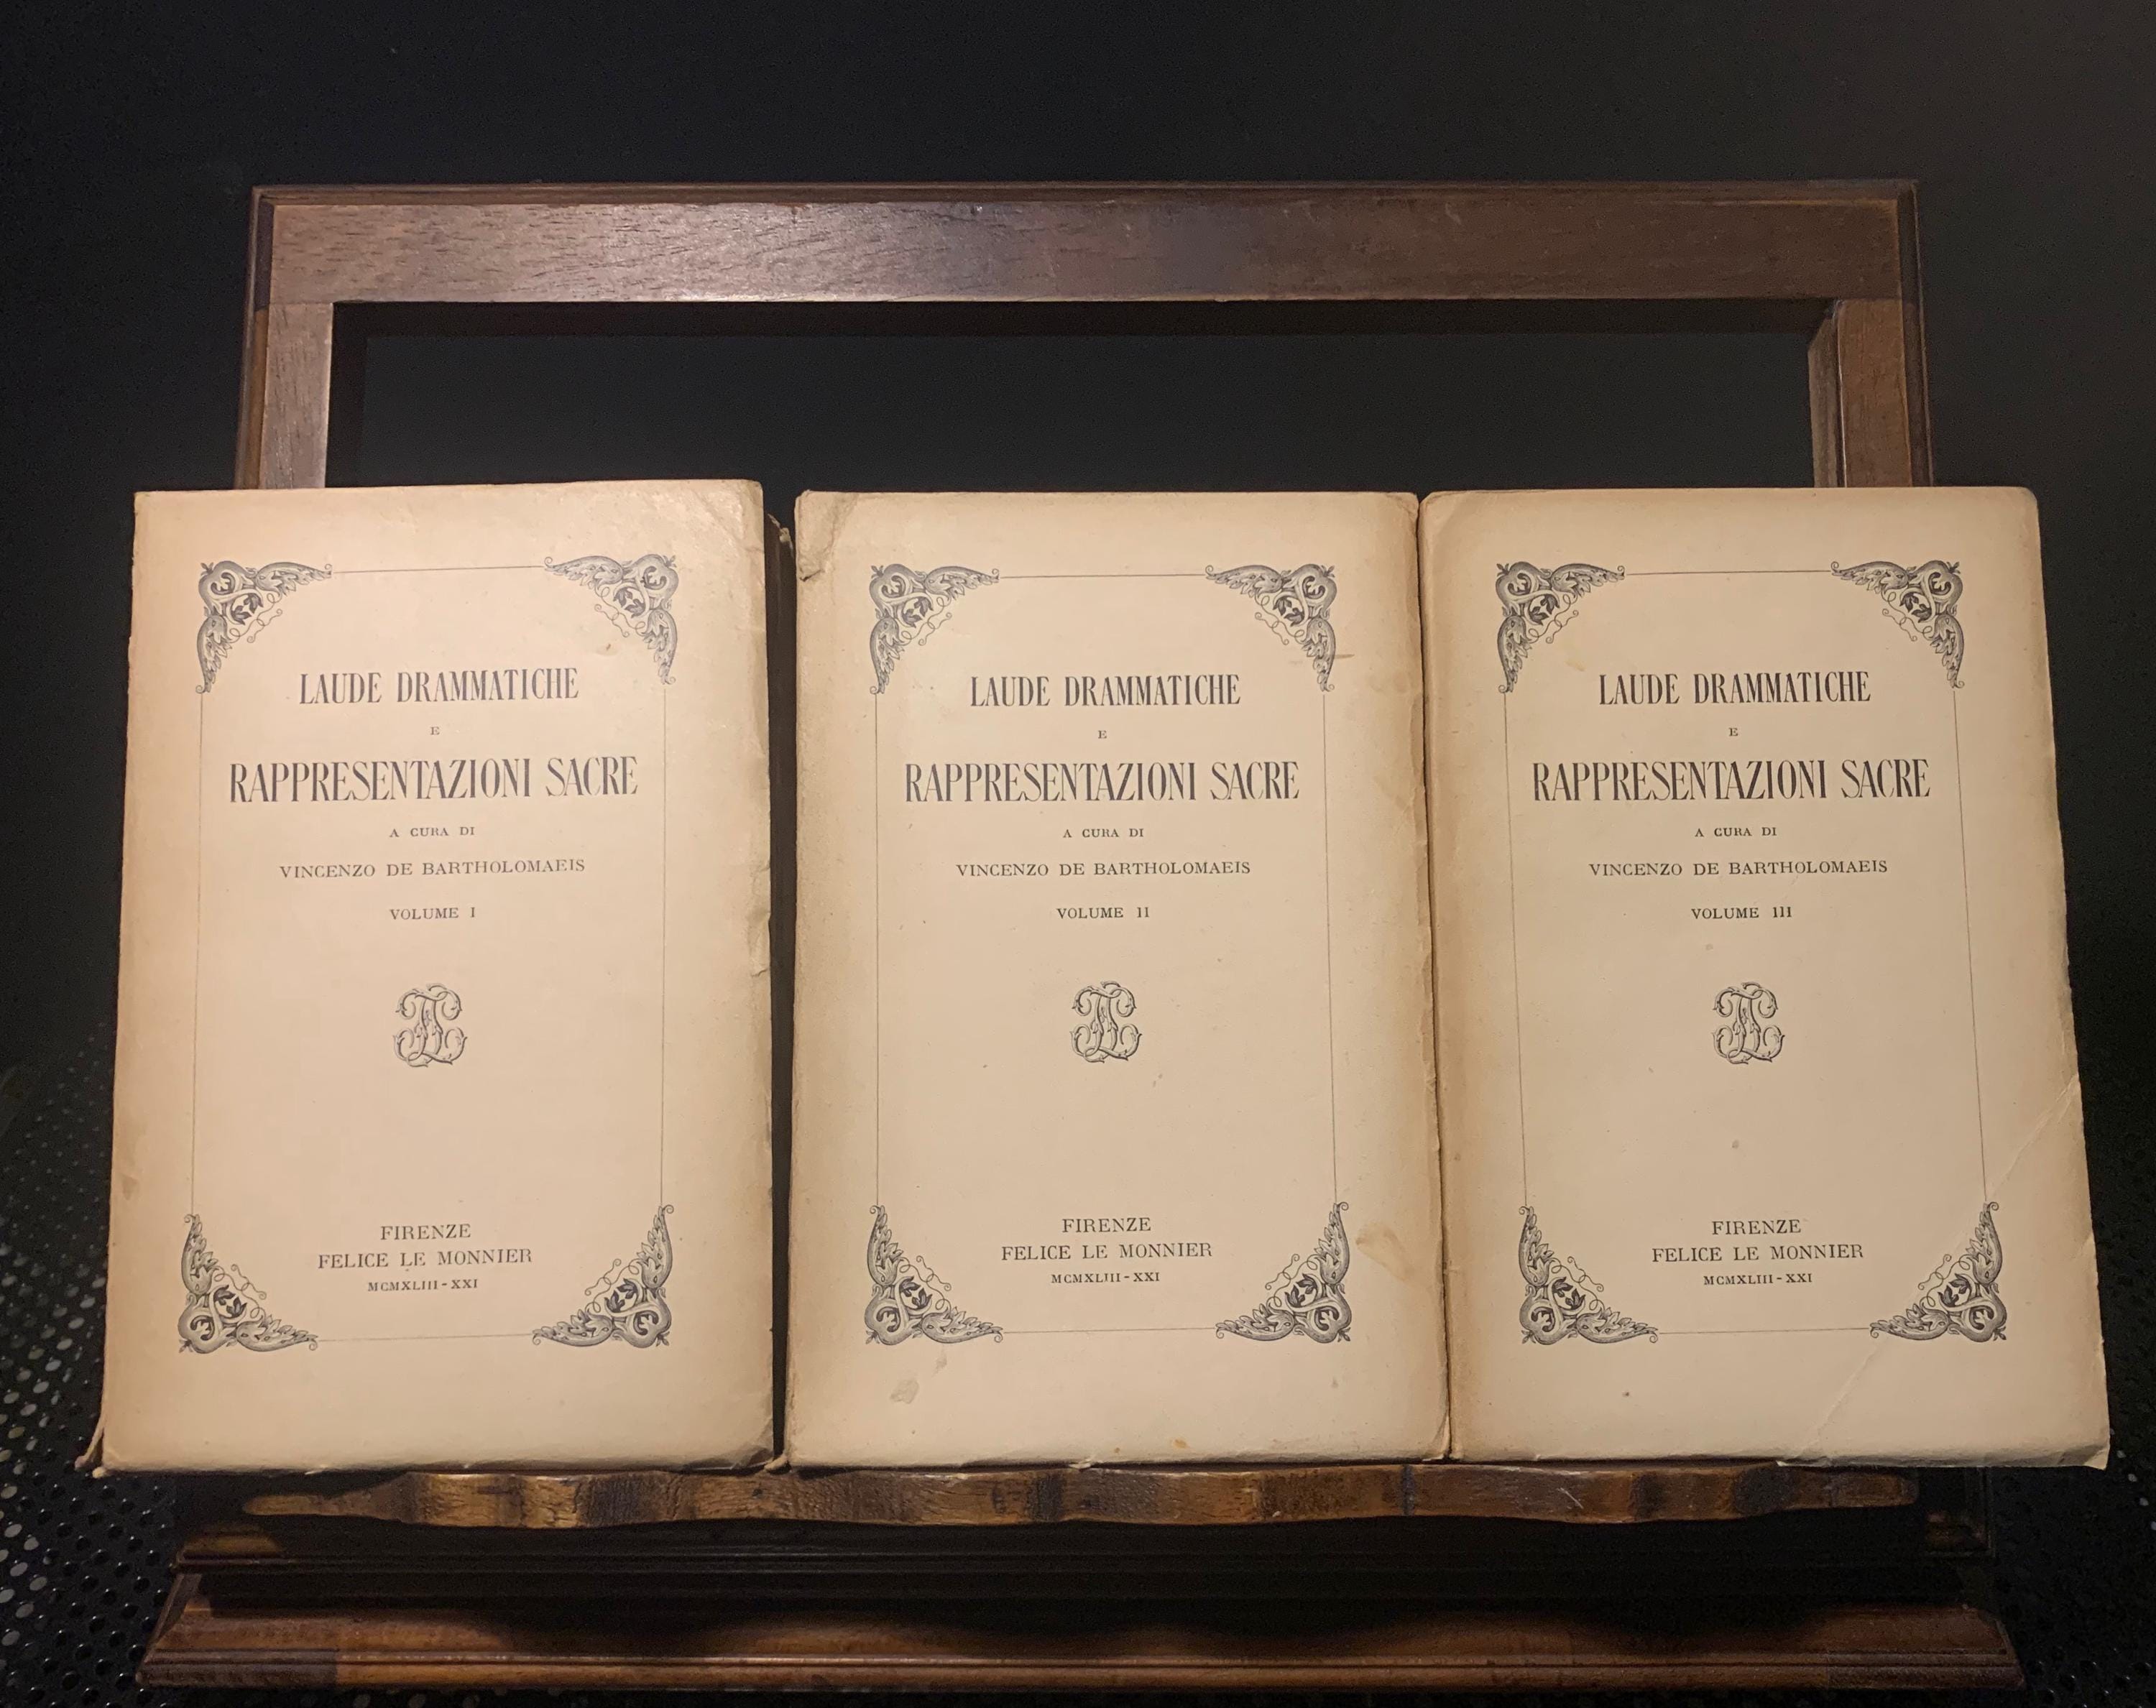 LAUDE DRAMMATICHE
E
RAPPRESENTAZIONI SACRE
A CURA DI
VINCENZO DE BARTHOLOMAEIS
VOLUME I
FIRENZE
FELICE LE MONNIER
MCMXLIII - XXI
LAUDE DRAMMATICHE
E
RAPPRESENTAZIONI SACRE
A CURA DI
VINCENZO DE BARTHOLOMAEIS
VOLUME II
FIRENZE
FELICE LE MONNIER
MCMXLIII - XXI
LAUDE DRAMMATICHE
E
RAPPRESENTAZIONI SACRE
A CURA DI
VINCENZO DE BARTHOLOMAEIS
VOLUME III
FIRENZE
FELICE LE MONNIER
MCMXLIII - XXI